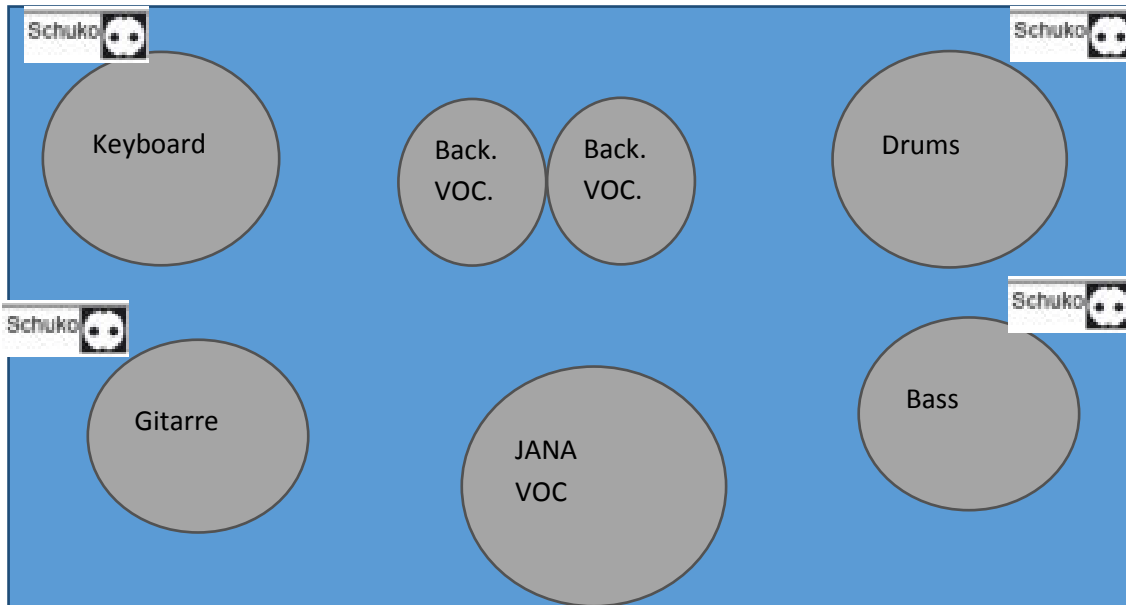 Schuko
Schuko
Keyboard
Back.
VOC.
Back.
VOC.
Drums
Schuko
Schuko
Gitarre
JANA
VOC
Bass